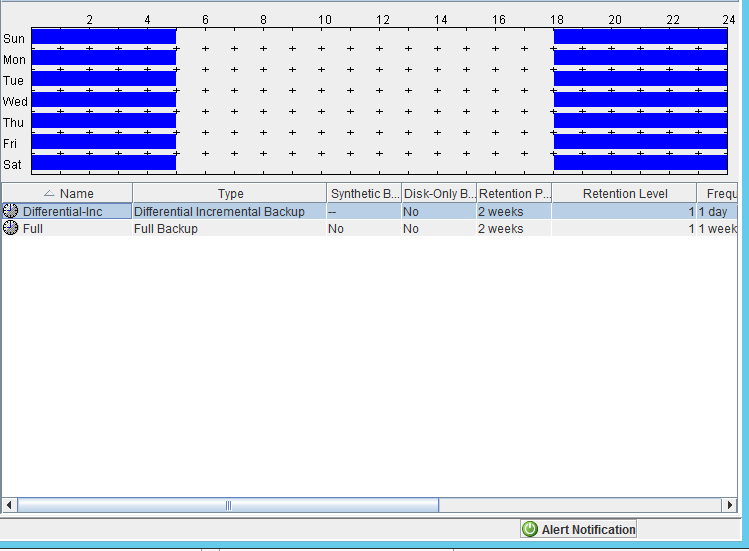 2 4 6 8 10 12 14 16 18 20 22 24
Sun
Mon
Tue
Wed
Thu
Fri
Sat
Name Type Synthetic B... Disk-Only B... Retention P... Retention Level Frequ
Differential-Inc Differential Incremental Backup -- No 2 weeks 1 1 day
Full Full Backup No No 2 weeks 1 1 week
Alert Notification